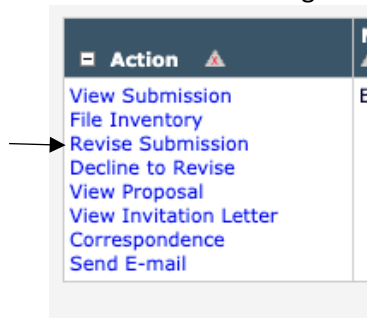 Action
View Submission
File Inventory
Revise Submission
Decline to Revise
View Proposal
View Invitation Letter
Correspondence
Send E-mail